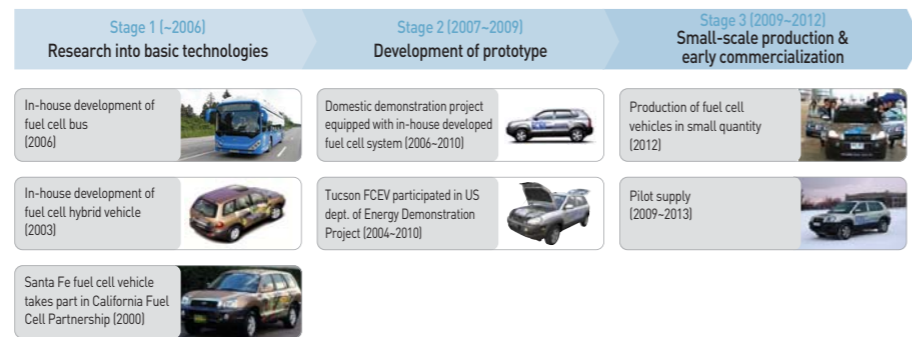 Stage 1 (~2006)
Research into basic technologies
Stage 2 (2007~2009)
Development of prototype
Stage 3 (2009~2012)
Small-scale production &
early commercialization
In-house development of
fuel cell bus
(2006)
In-house development of
fuel cell hybrid vehicle
(2003)
Santa Fe fuel cell vehicle
takes part in California Fuel
Cell Partnership (2000)
Domestic demonstration project
equipped with in-house developed
fuel cell system (2006~2010)
Tucson FCEV participated in US
dept. of Energy Demonstration
Project (2004~2010)
Production of fuel cell
vehicles in small quantity
(2012)
Pilot supply
(2009~2013)